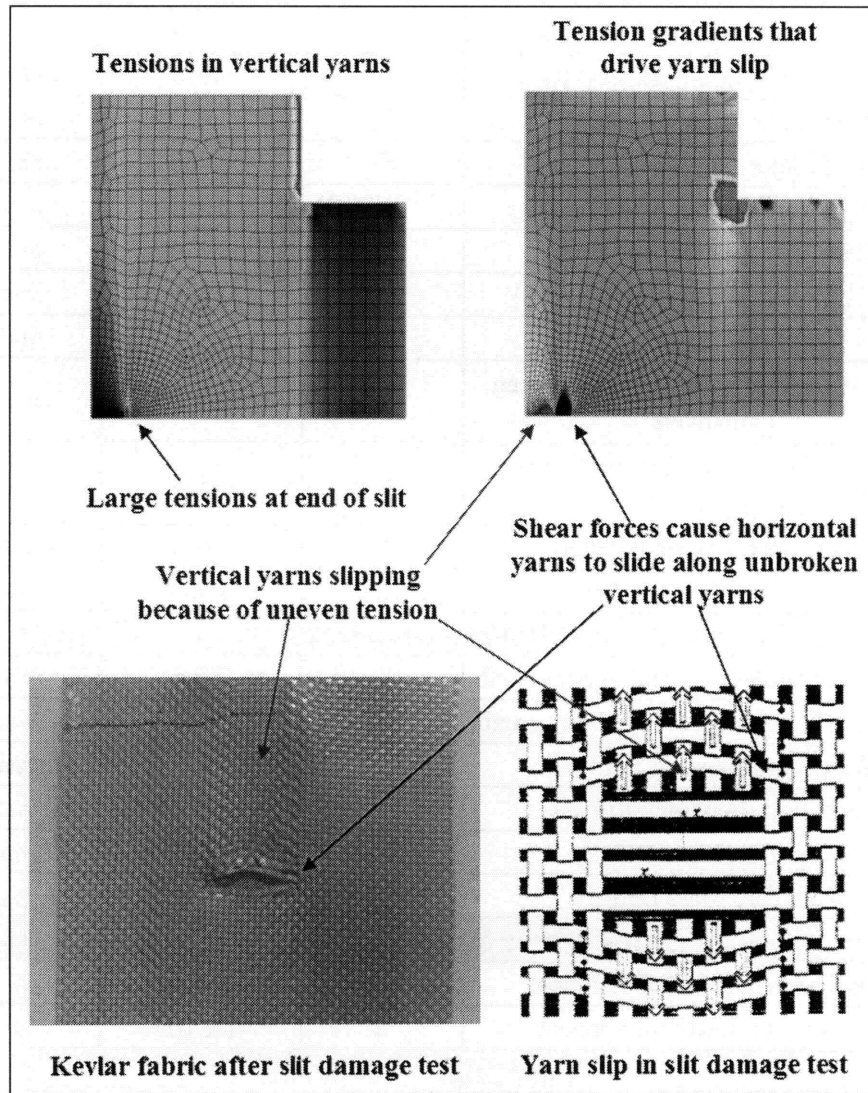 Tensions in vertical yarns
Tension gradients that
drive yarn slip
Large tensions at end of slit
Shear forces cause horizontal
yarns to slide along unbroken
vertical yarns
Vertical yarns slipping
because of uneven tension
Kevlar fabric after slit damage test
Yarn slip in slit damage test